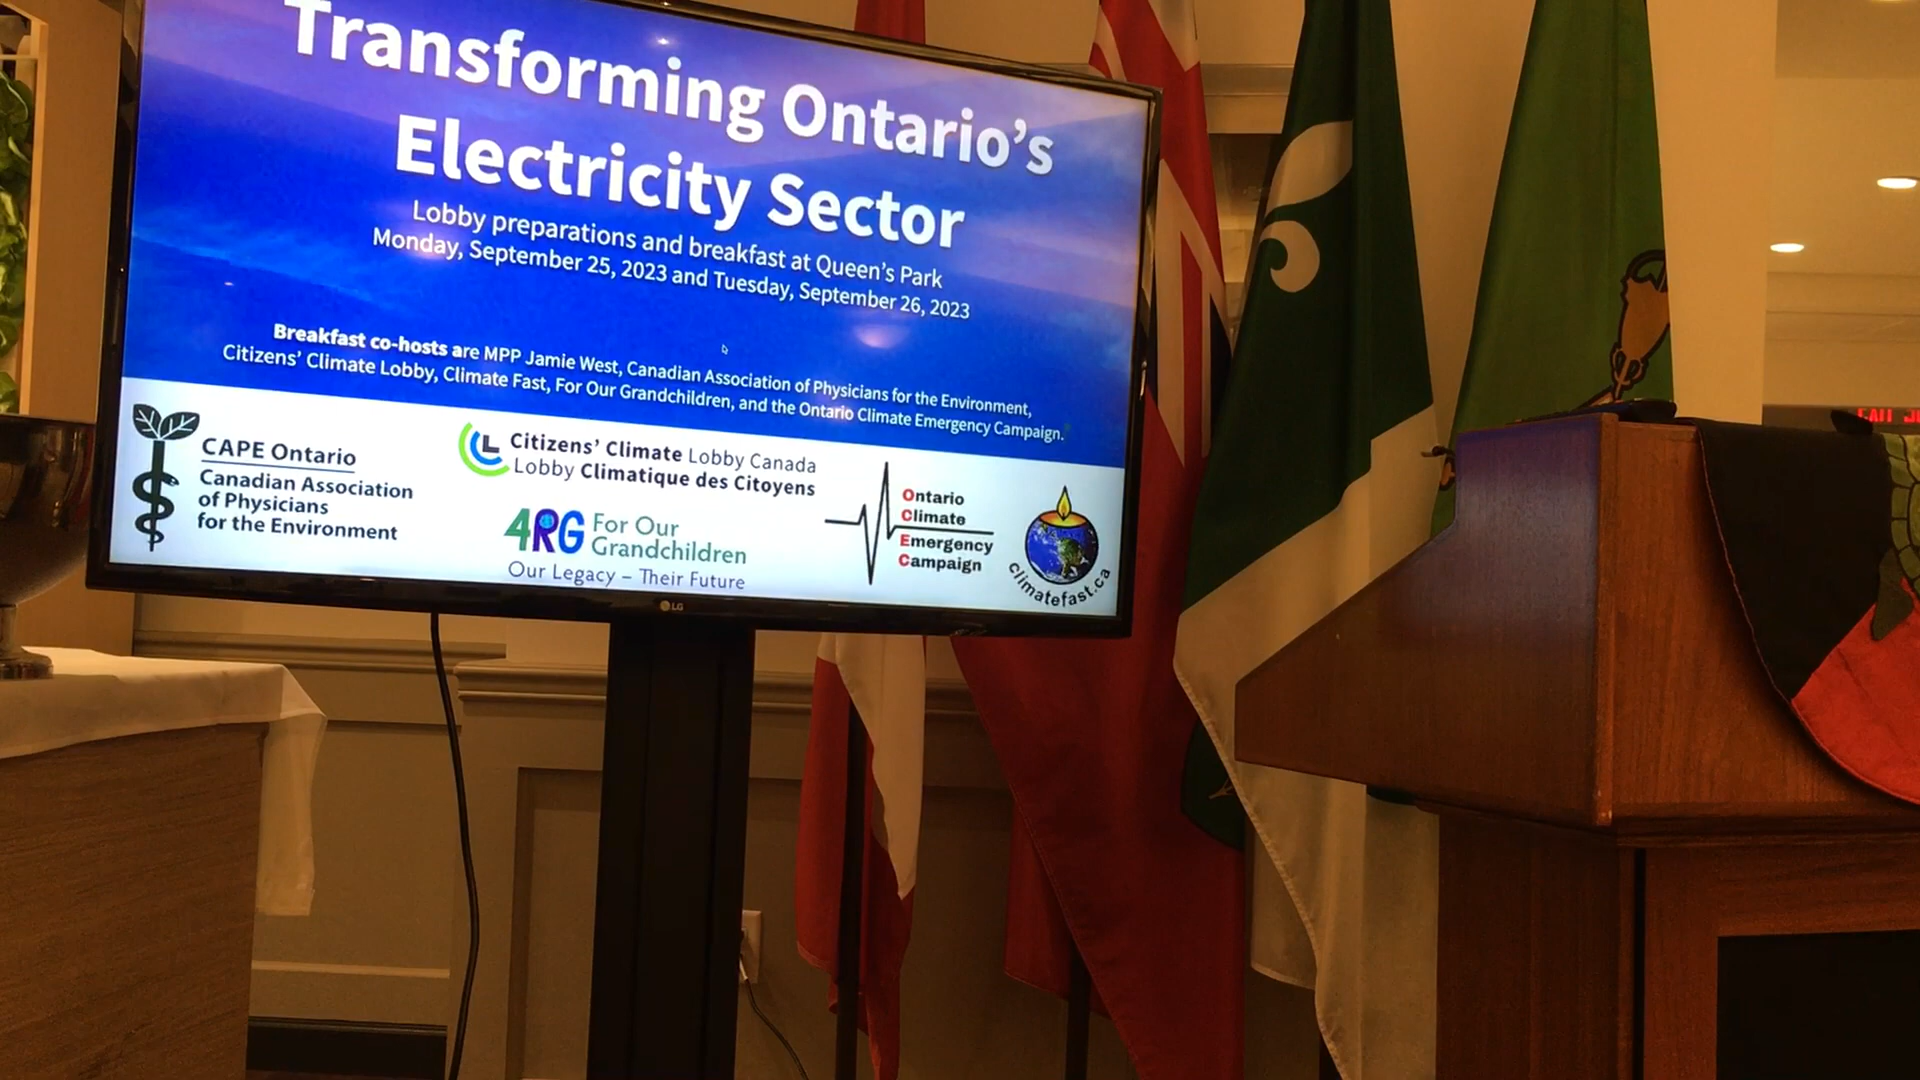 Transforming Ontario's
Electricity Sector
Lobby preparations and breakfast at Queen's Park
Monday, September 25, 2023 and Tuesday, September 26, 2023
Breakfast co-hosts are MPP Jamie West, Canadian Association of Physicians for the Environment,
Citizens' Climate Lobby, Climate Fast, For Our Grandchildren, and the Ontario Climate Emergency Campaign.
CAPE Ontario
Canadian Association
of Physicians
for the Environment
Citizens' Climate Lobby Canada
Lobby Climatique des Citoyens
4RG For Our
Grandchildren
Our Legacy – Their Future
Ontario
Climate
Emergency
Campaign
climatefast.ca
LG